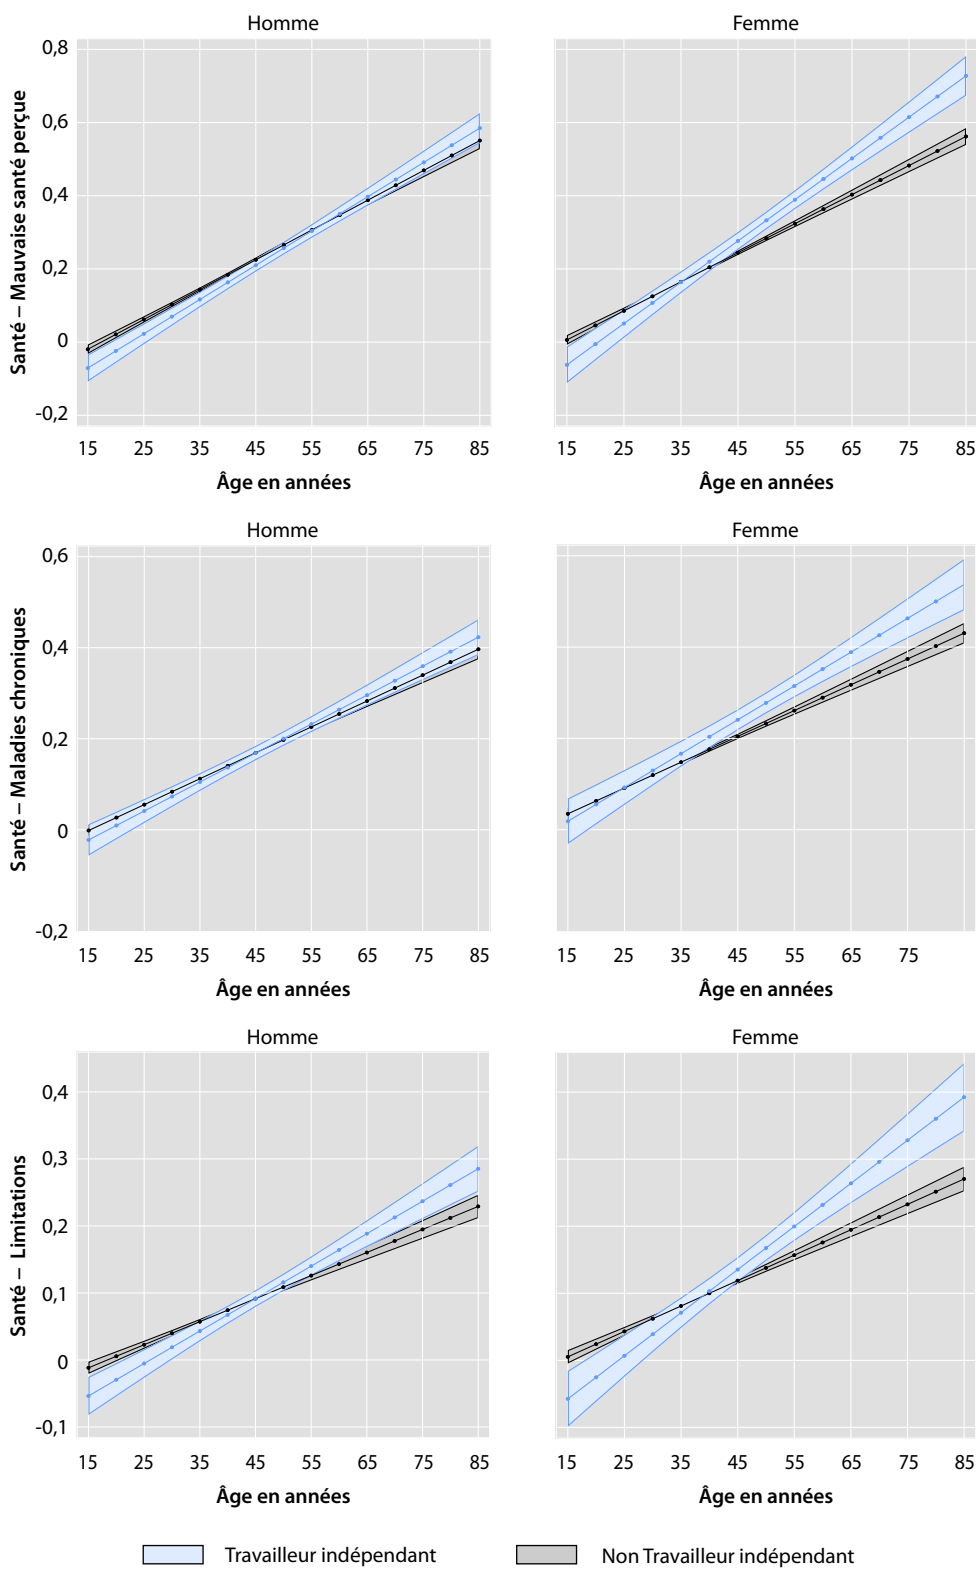 Homme
Femme
Santé – Mauvaise santé perçue
0,8
0,6
0,4
0,2
0
-0,2
15 25 35 45 55 65 75 85
15 25 35 45 55 65 75 85
Âge en années
Âge en années
Homme
Femme
Santé – Maladies chroniques
0,6
0,4
0,2
0
-0,2
15 25 35 45 55 65 75 85
15 25 35 45 55 65 75
Âge en années
Âge en années
Homme
Femme
Santé – Limitations
0,4
0,3
0,2
0,1
0
-0,1
15 25 35 45 55 65 75 85
15 25 35 45 55 65 75 85
Âge en années
Âge en années
Travailleur indépendant
Non Travailleur indépendant